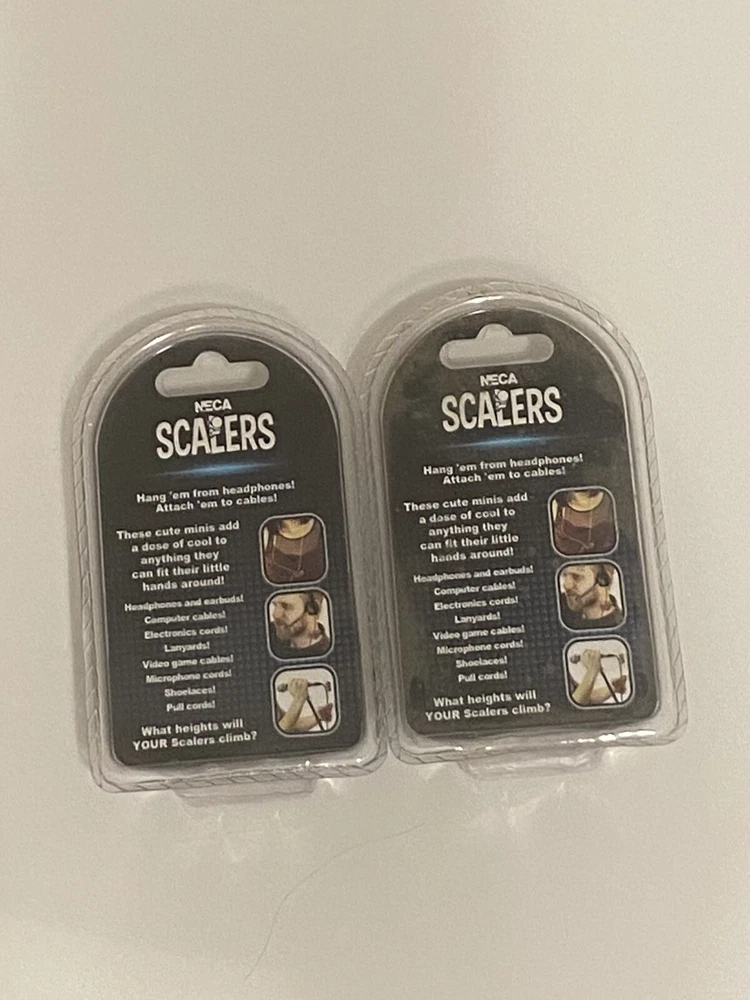 NECA
SCALERS
Hang 'em from headphones!
Attach 'em to cables!
These cute minis add
a dose of cool to
anything they
can fit their little
hands around!
Headphones and earbuds!
Computer cables!
Electronics cords!
Lanyards!
Video game cables!
Microphone cords!
Shoelaces!
Pull cords!
What heights will
YOUR Scalers climb?
NECA
SCALERS
Hang 'em from headphones!
Attach 'em to cables!
These cute minis add
a dose of cool to
anything they
can fit their little
hands around!
Headphones and earbuds!
Computer cables!
Electronics cords!
Lanyards!
Video game cables!
Microphone cords!
Shoelaces!
Pull cords!
What heights will
YOUR Scalers climb?